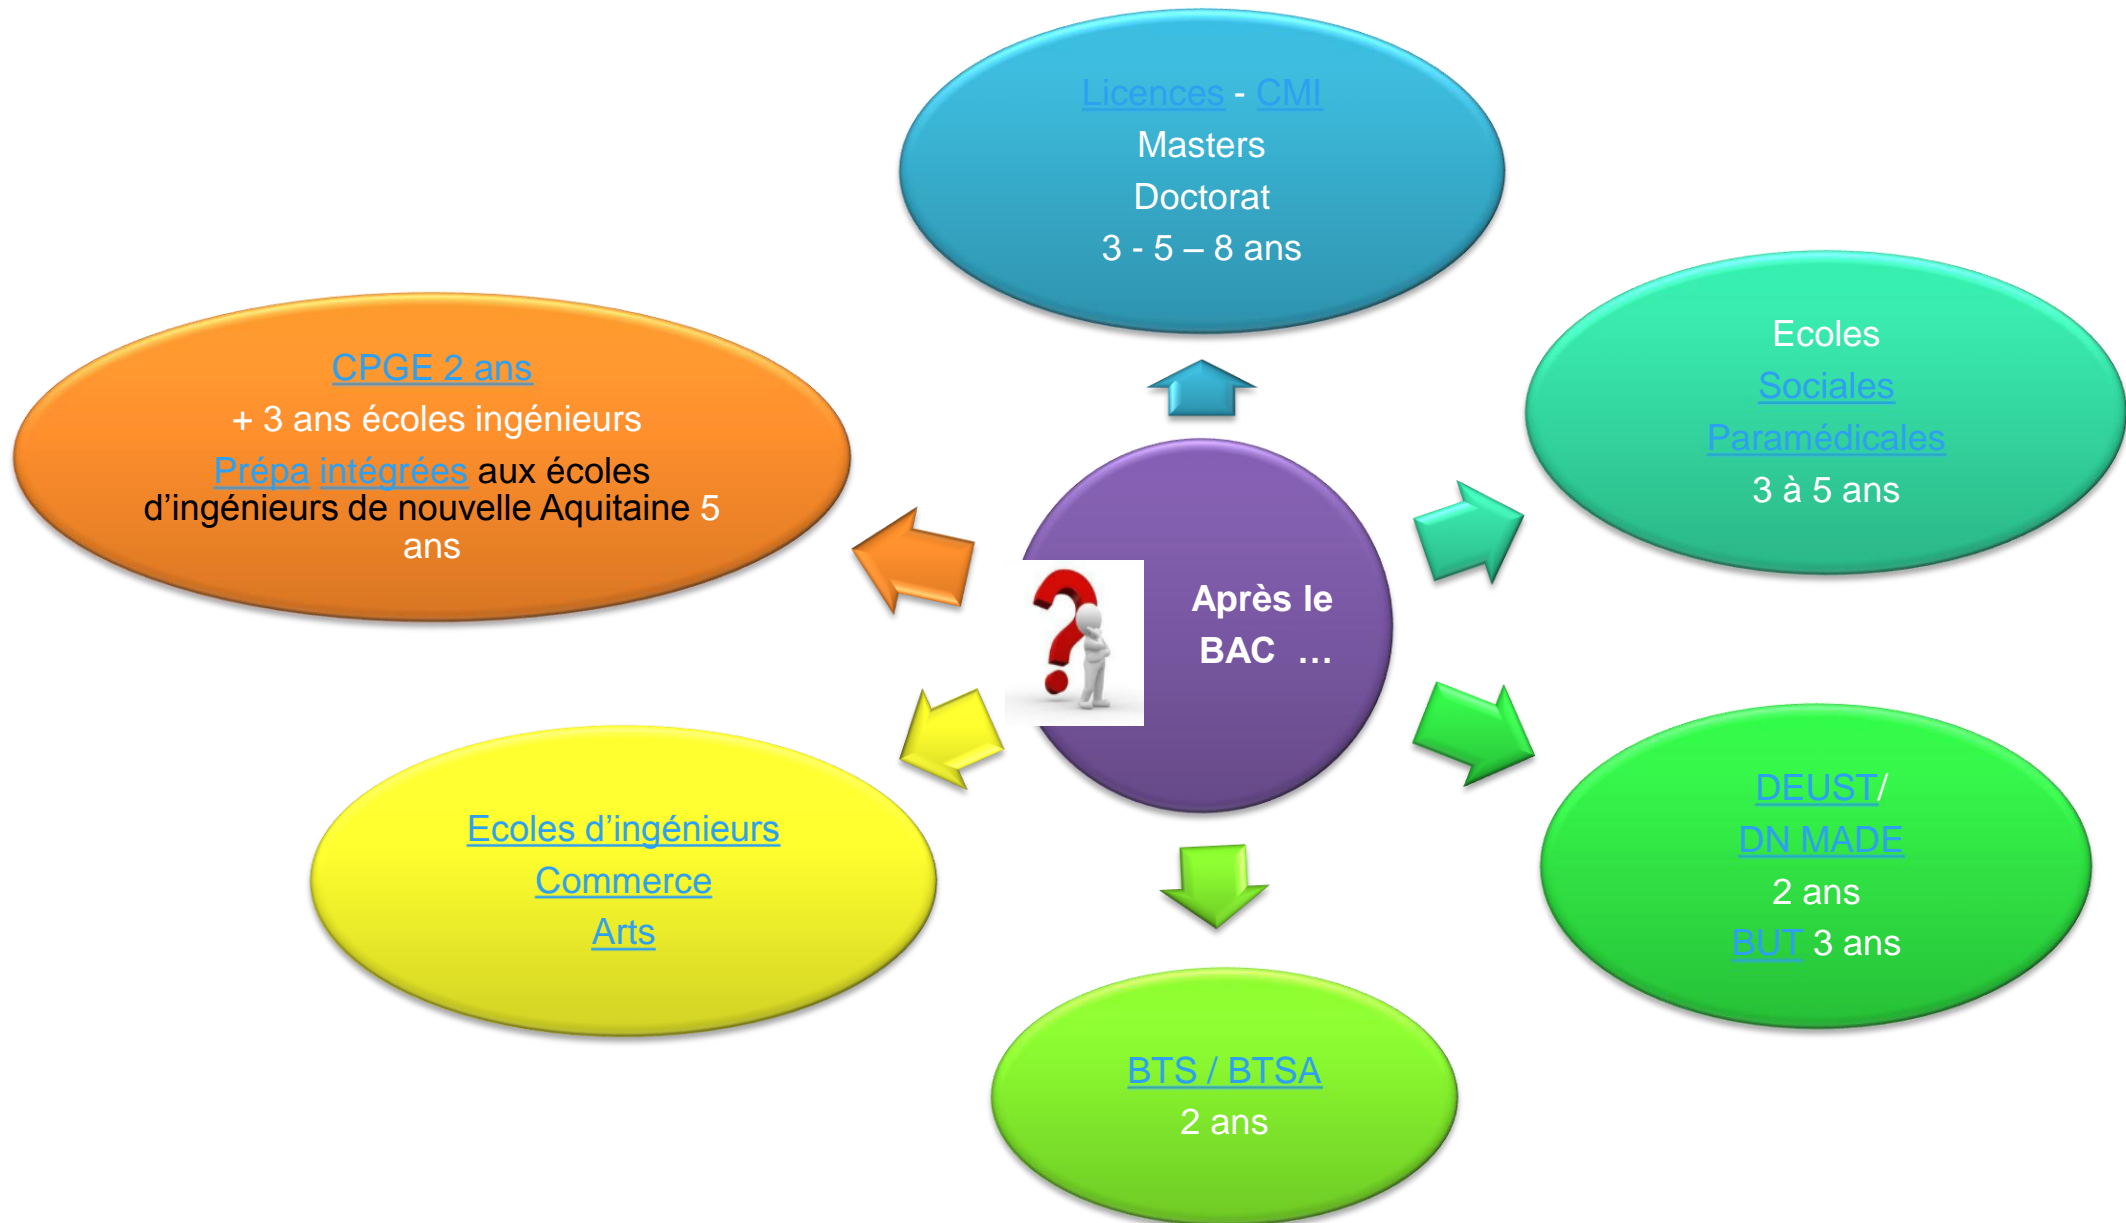 Licences - CMI
Masters
Doctorat
3 - 5 – 8 ans
Ecoles
Sociales
Paramédicales
3 à 5 ans
CPGE 2 ans
+ 3 ans écoles ingénieurs
Prépa intégrées aux écoles
d’ingénieurs de nouvelle Aquitaine 5
ans
Après le
BAC …
DEUST/
DN MADE
2 ans
BUT 3 ans
Ecoles d’ingénieurs
Commerce
Arts
BTS / BTSA
2 ans